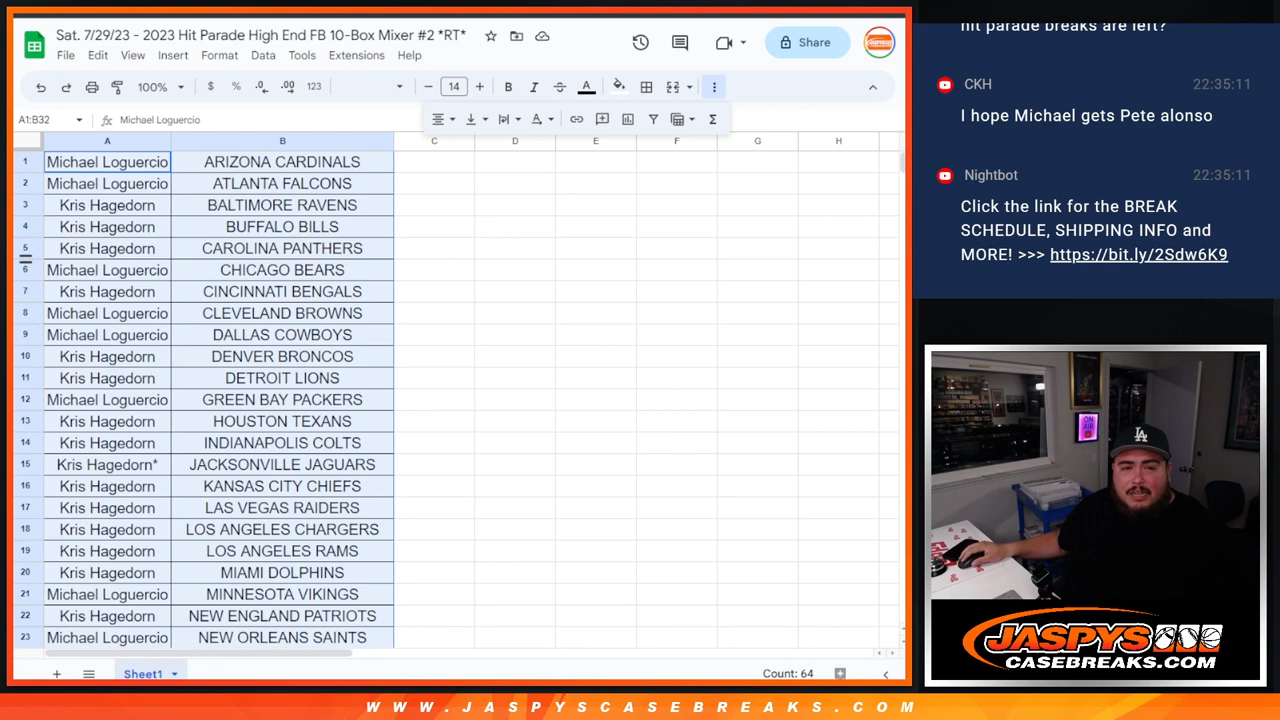 Sat. 7/29/23 - 2023 Hit Parade High End FB 10-Box Mixer #2 *RT*
File Edit View Insert Format Data Tools Extensions Help
Share
100% $ % .0 .00 123 14 B I A
A1:B32 fx Michael Loguercio
A B C D E F G H
1 Michael Loguercio ARIZONA CARDINALS
2 Michael Loguercio ATLANTA FALCONS
3 Kris Hagedorn BALTIMORE RAVENS
4 Kris Hagedorn BUFFALO BILLS
5 Kris Hagedorn CAROLINA PANTHERS
6 Michael Loguercio CHICAGO BEARS
7 Kris Hagedorn CINCINNATI BENGALS
8 Michael Loguercio CLEVELAND BROWNS
9 Michael Loguercio DALLAS COWBOYS
10 Kris Hagedorn DENVER BRONCOS
11 Kris Hagedorn DETROIT LIONS
12 Michael Loguercio GREEN BAY PACKERS
13 Kris Hagedorn HOUSTON TEXANS
14 Kris Hagedorn INDIANAPOLIS COLTS
15 Kris Hagedorn* JACKSONVILLE JAGUARS
16 Kris Hagedorn KANSAS CITY CHIEFS
17 Kris Hagedorn LAS VEGAS RAIDERS
18 Kris Hagedorn LOS ANGELES CHARGERS
19 Kris Hagedorn LOS ANGELES RAMS
20 Kris Hagedorn MIAMI DOLPHINS
21 Michael Loguercio MINNESOTA VIKINGS
22 Kris Hagedorn NEW ENGLAND PATRIOTS
23 Michael Loguercio NEW ORLEANS SAINTS
Sheet1 Count: 64
hit parade breaks are left?
CKH 22:35:11
I hope Michael gets Pete alonso
Nightbot 22:35:11
Click the link for the BREAK
SCHEDULE, SHIPPING INFO and
MORE! >>> https://bit.ly/2Sdw6K9
ON
AIR
LA
JASPYS
CASEBREAKS.COM
WWW.JASPYSCASEBREAKS.COM